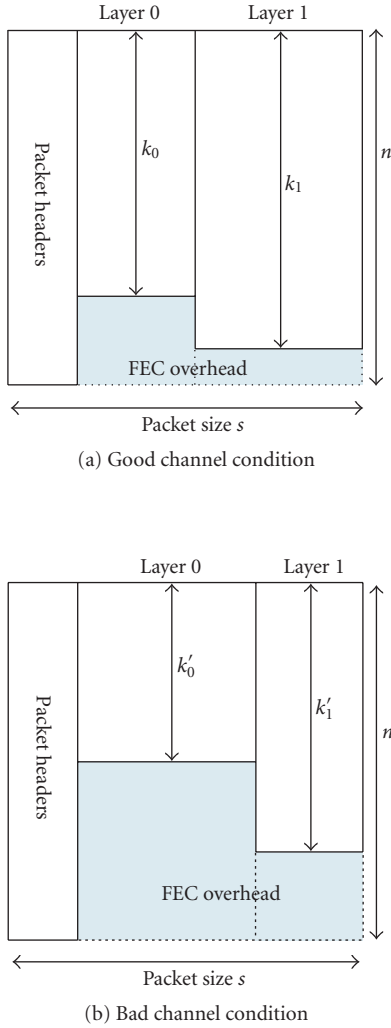 Layer 0 Layer 1
Packet headers
k₀
k₁
n
FEC overhead
Packet size s
(a) Good channel condition
Layer 0 Layer 1
Packet headers
k′₀
k′₁
n
FEC overhead
Packet size s
(b) Bad channel condition